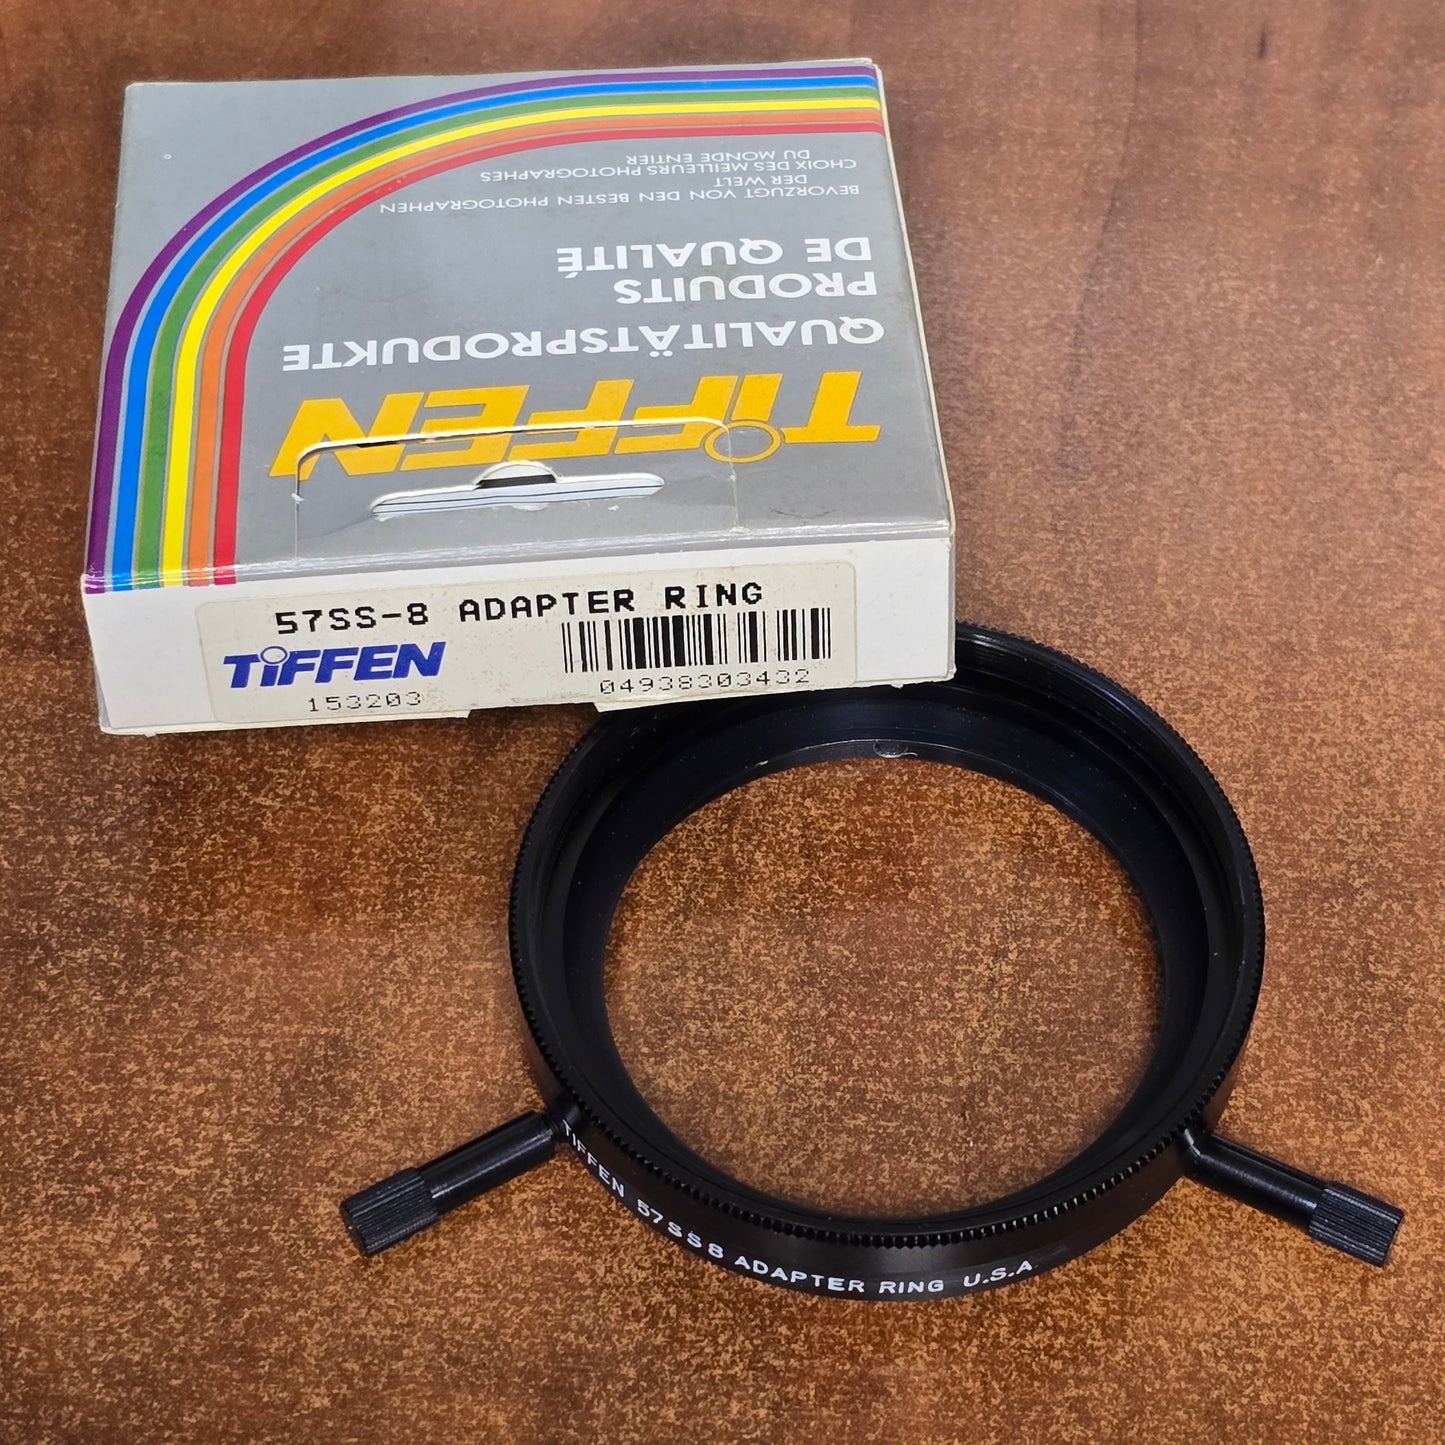 TIFFEN
QUALITÄTSPRODUKTE
PRODUITS
DE QUALITÉ
BEVORZUGT VON DEN BESTEN PHOTOGRAPHEN
DER WELT
CHOIX DES MEILLEURS PHOTOGRAPHES
DU MONDE ENTIER
57SS-8 ADAPTER RING
TIFFEN
153203
04938303432
TIFFEN 57SS8 ADAPTER RING U.S.A.